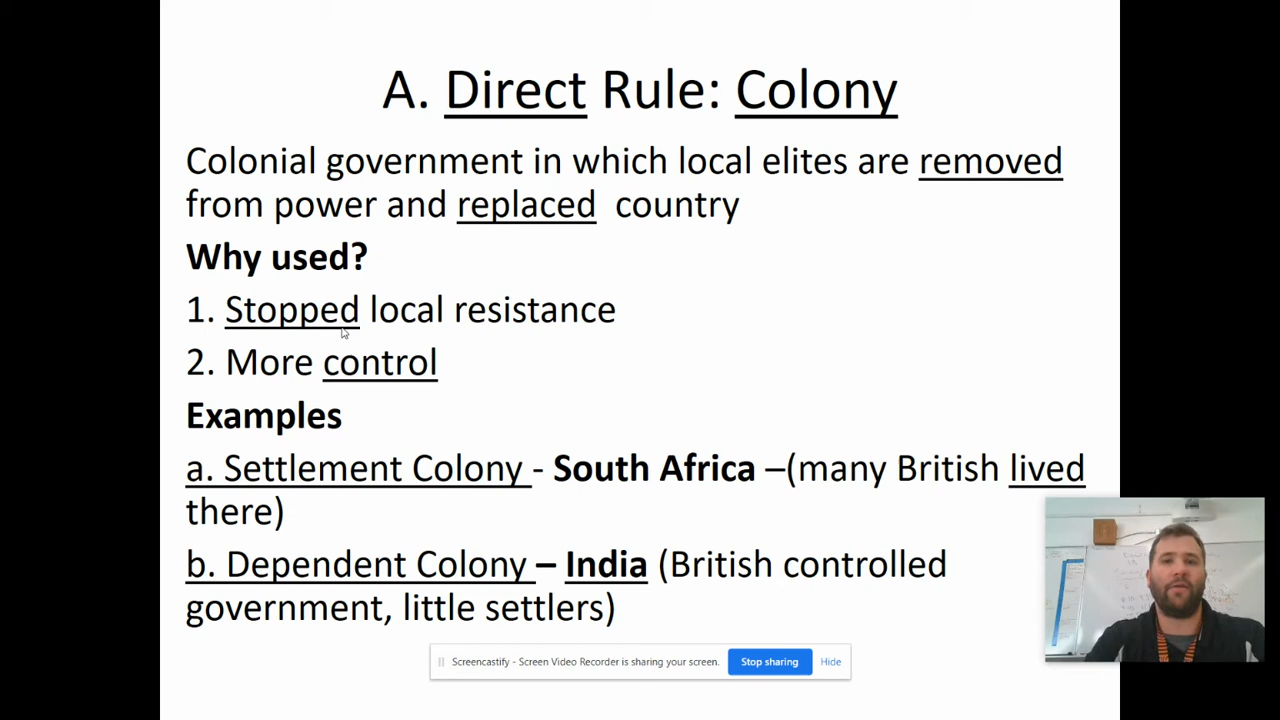 A. Direct Rule: Colony
Colonial government in which local elites are removed
from power and replaced country
Why used?
1. Stopped local resistance
2. More control
Examples
a. Settlement Colony - South Africa –(many British lived
there)
b. Dependent Colony – India (British controlled
government, little settlers)
Screencastify - Screen Video Recorder is sharing your screen. Stop sharing Hide